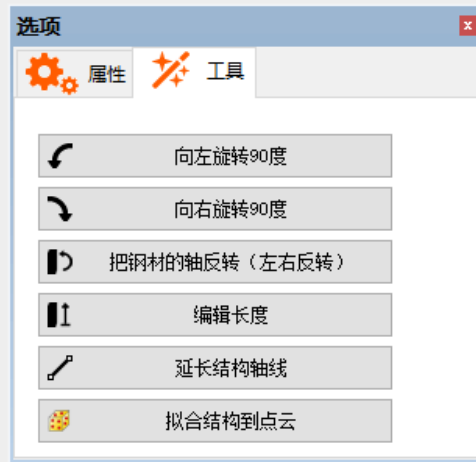 选项
属性
工具
向左旋转90度
向右旋转90度
把钢材的轴反转（左右反转）
编辑长度
延长结构轴线
拟合结构到点云